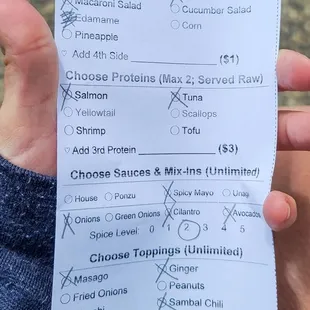 Macaroni Salad Cucumber Salad
Edamame Corn
Pineapple
Add 4th Side ($1)
Choose Proteins (Max 2; Served Raw)
Salmon Tuna
Yellowtail Scallops
Shrimp Tofu
Add 3rd Protein ($3)
Choose Sauces & Mix-Ins (Unlimited)
House Ponzu Spicy Mayo Unagi
Onions Green Onions Cilantro Avocados
Spice Level: 0 1 2 3 4 5
Choose Toppings (Unlimited)
Masago Ginger
Fried Onions Peanuts
Sambal Chili